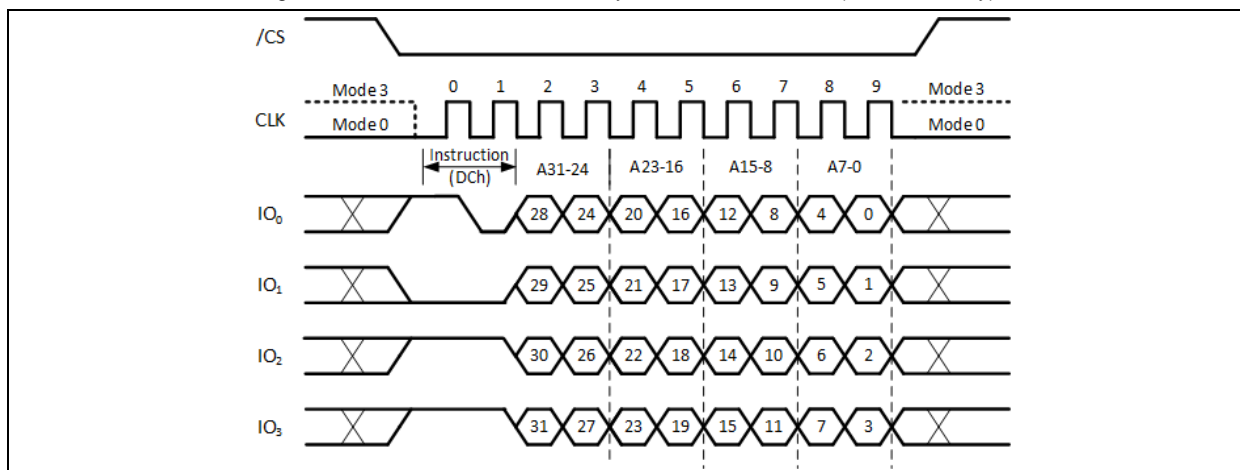 /CS
0 1 2 3 4 5 6 7 8 9
Mode 3 Mode 3
CLK
Mode 0 Mode 0
Instruction
(DCh)
A31-24 A23-16 A15-8 A7-0
IO₀ 28 24 20 16 12 8 4 0
IO₁ 29 25 21 17 13 9 5 1
IO₂ 30 26 22 18 14 10 6 2
IO₃ 31 27 23 19 15 11 7 3